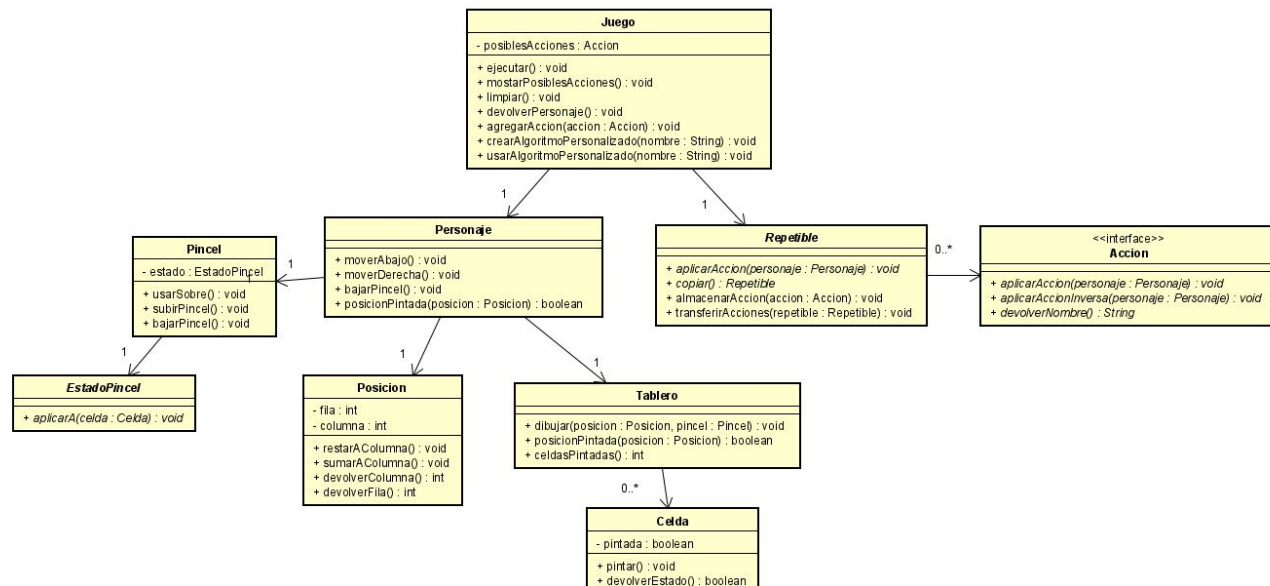 Juego
- posiblesAcciones : Accion
+ ejecutar() : void
+ mostarPosiblesAcciones() : void
+ limpiar() : void
+ devolverPersonaje() : void
+ agregarAccion(accion : Accion) : void
+ crearAlgoritmoPersonalizado(nombre : String) : void
+ usarAlgoritmoPersonalizado(nombre : String) : void
1
1
Personaje
+ moverAbajo() : void
+ moverDerecha() : void
+ bajarPincel() : void
+ posicionPintada(posicion : Posicion) : boolean
Repetible
+ aplicarAccion(personaje : Personaje) : void
+ copiar() : Repetible
+ almacenarAccion(accion : Accion) : void
+ transferirAcciones(repetible : Repetible) : void
0..*
<<interface>>
Accion
+ aplicarAccion(personaje : Personaje) : void
+ aplicarAccionInversa(personaje : Personaje) : void
+ devolverNombre() : String
Pincel
- estado : EstadoPincel
1
+ usarSobre() : void
+ subirPincel() : void
+ bajarPincel() : void
1
1
EstadoPincel
+ aplicarA(celda : Celda) : void
1
Posicion
- fila : int
- columna : int
+ restarAColumna() : void
+ sumarAColumna() : void
+ devolverColumna() : int
+ devolverFila() : int
1
Tablero
+ dibujar(posicion : Posicion, pincel : Pincel) : void
+ posicionPintada(posicion : Posicion) : boolean
+ celdasPintadas() : int
0..*
Celda
- pintada : boolean
+ pintar() : void
+ devolverEstado() : boolean